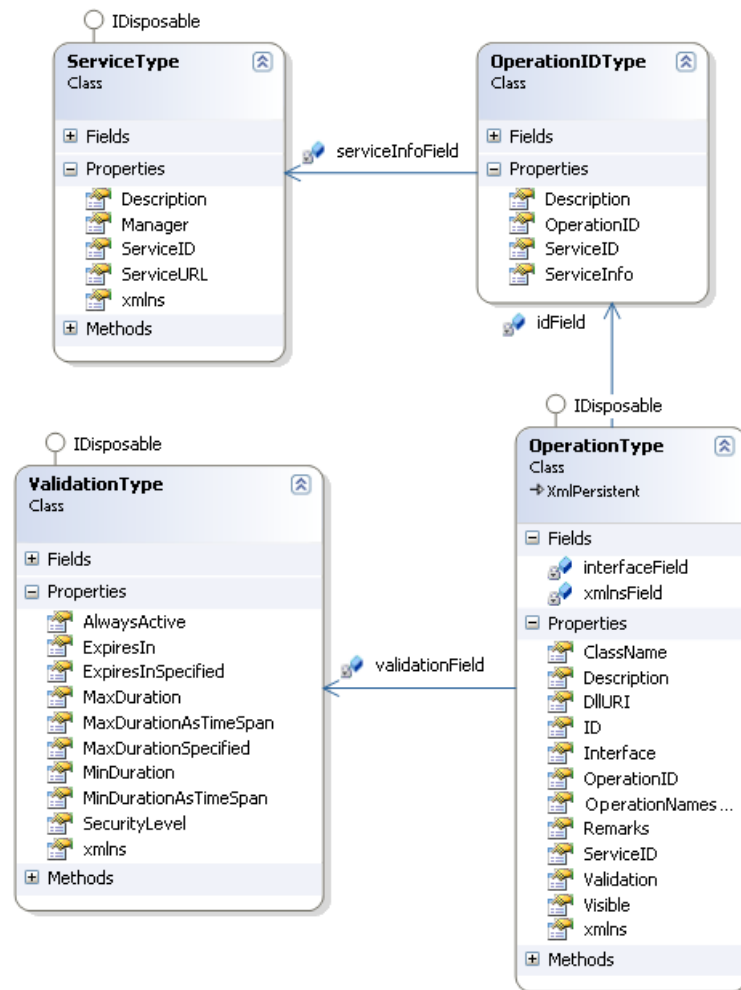 IDisposable
ServiceType
Class
Fields
Properties
Description
Manager
ServiceID
ServiceURL
xmlns
Methods
serviceInfoField
OperationIDType
Class
Fields
Properties
Description
OperationID
ServiceID
ServiceInfo
idField
IDisposable
ValidationType
Class
Fields
Properties
AlwaysActive
ExpiresIn
ExpiresInSpecified
MaxDuration
MaxDurationAsTimeSpan
MaxDurationSpecified
MinDuration
MinDurationAsTimeSpan
SecurityLevel
xmlns
Methods
validationField
IDisposable
OperationType
Class
XmlPersistent
Fields
interfaceField
xmlnsField
Properties
ClassName
Description
DllURI
ID
Interface
OperationID
OperationNames...
Remarks
ServiceID
Validation
Visible
xmlns
Methods